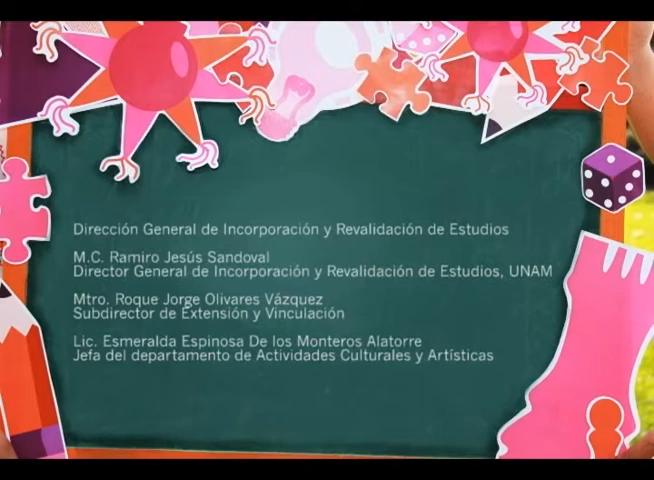 Dirección General de Incorporación y Revalidación de Estudios
M.C. Ramiro Jesús Sandoval
Director General de Incorporación y Revalidación de Estudios, UNAM
Mtro. Roque Jorge Olivares Vázquez
Subdirector de Extensión y Vinculación
Lic. Esmeralda Espinosa De los Monteros Alatorre
Jefa del departamento de Actividades Culturales y Artísticas